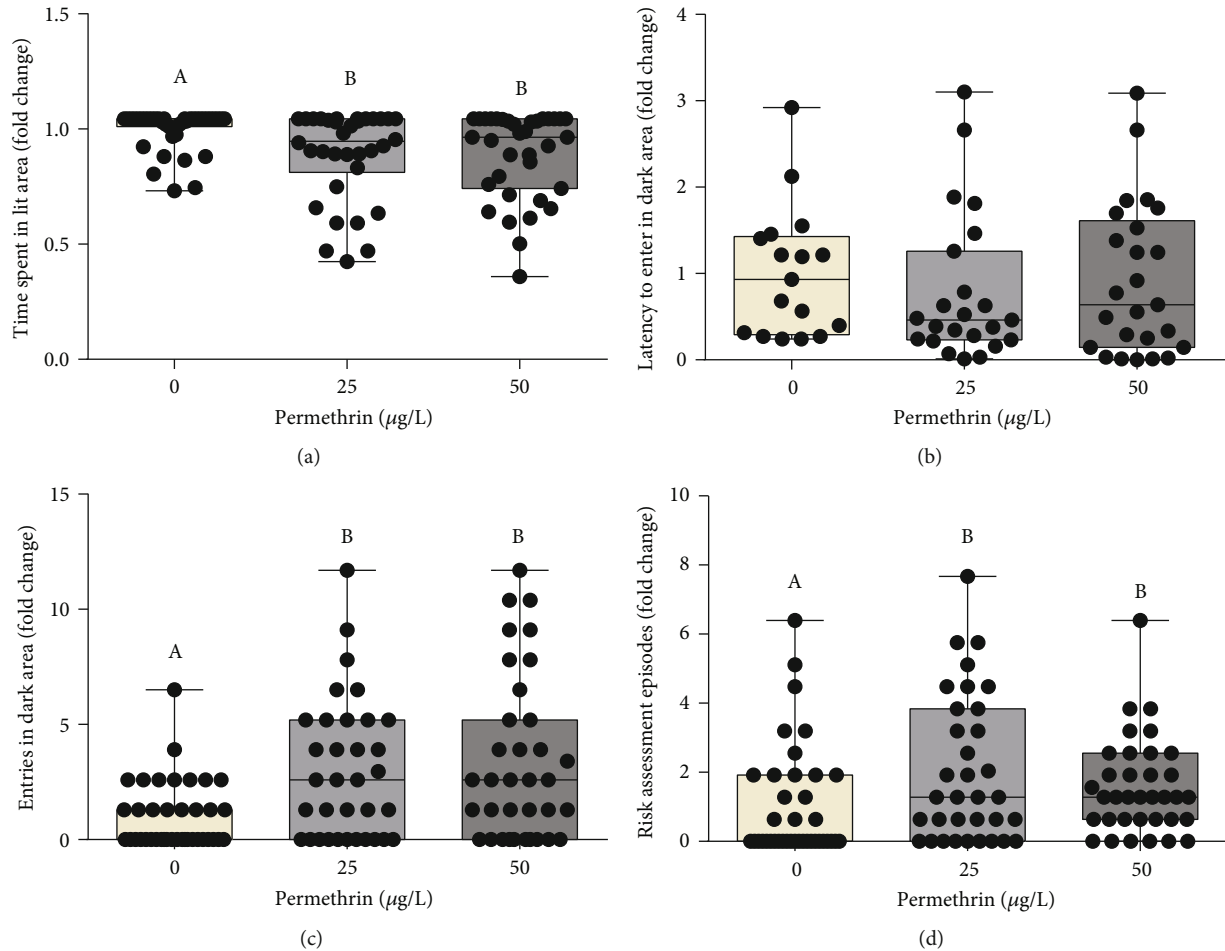 Time spent in lit area (fold change)
1.5
1.0
0.5
0.0
A
B
B
0
25
50
Permethrin (μg/L)
(a)
Latency to enter in dark area (fold change)
4
3
2
1
0
0
25
50
Permethrin (μg/L)
(b)
Entries in dark area (fold change)
15
10
5
0
A
B
B
0
25
50
Permethrin (μg/L)
(c)
Risk assessment episodes (fold change)
10
8
6
4
2
0
A
B
B
0
25
50
Permethrin (μg/L)
(d)